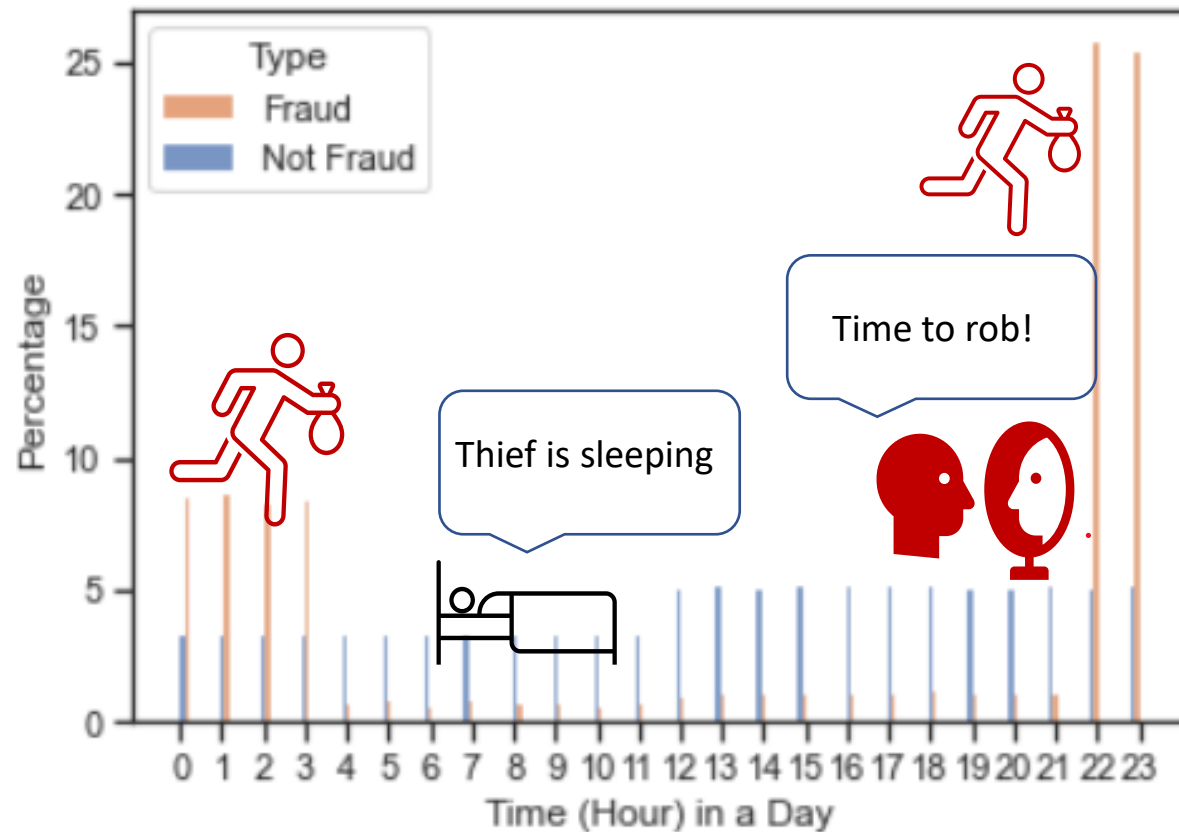 Type
Fraud
Not Fraud
25
20
15
10
5
0
Percentage
Time to rob!
Thief is sleeping
0 1 2 3 4 5 6 7 8 9 10 11 12 13 14 15 16 17 18 19 20 21 22 23
Time (Hour) in a Day